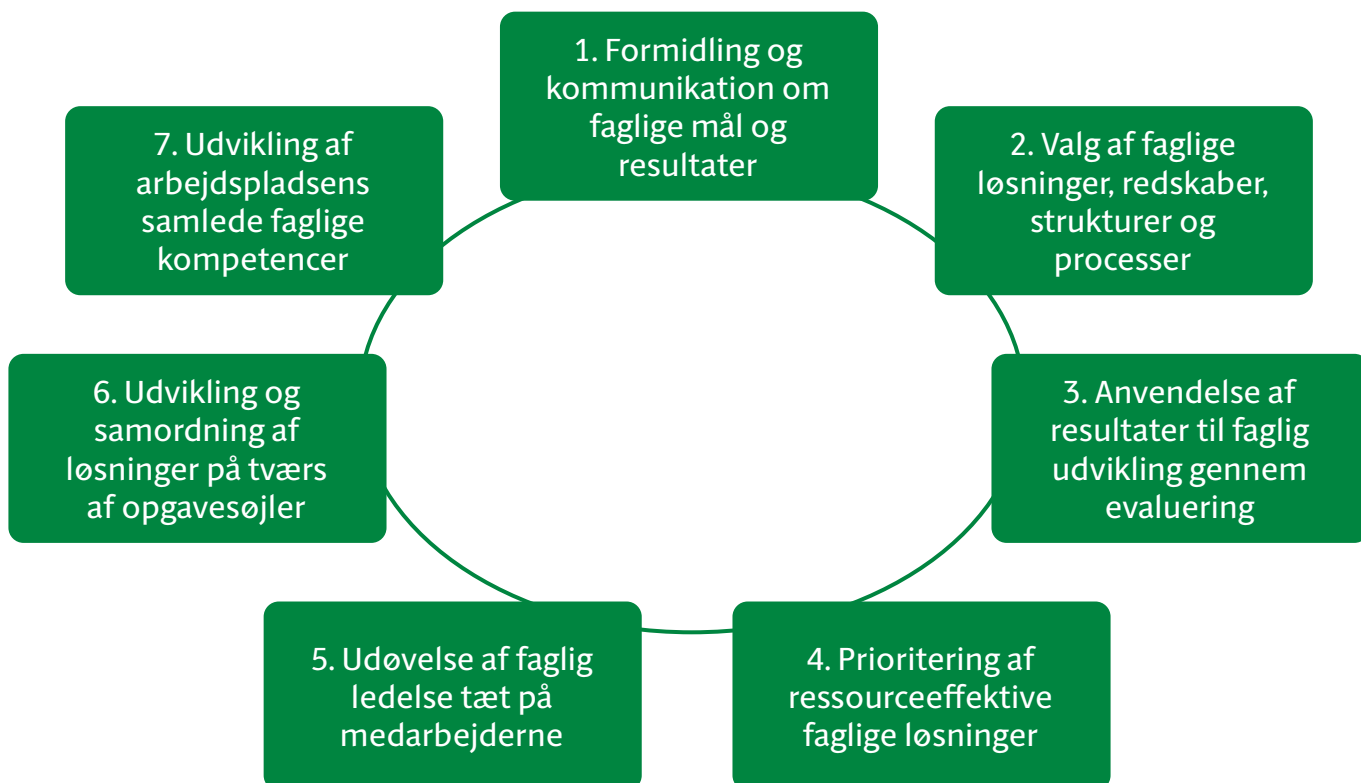 1. Formidling og
kommunikation om
faglige mål og
resultater
2. Valg af faglige
løsninger, redskaber,
strukturer og
processer
3. Anvendelse af
resultater til faglig
udvikling gennem
evaluering
4. Prioritering af
ressourceeffektive
faglige løsninger
5. Udøvelse af faglig
ledelse tæt på
medarbejderne
6. Udvikling og
samordning af
løsninger på tværs
af opgavesøjler
7. Udvikling af
arbejdspladsens
samlede faglige
kompetencer